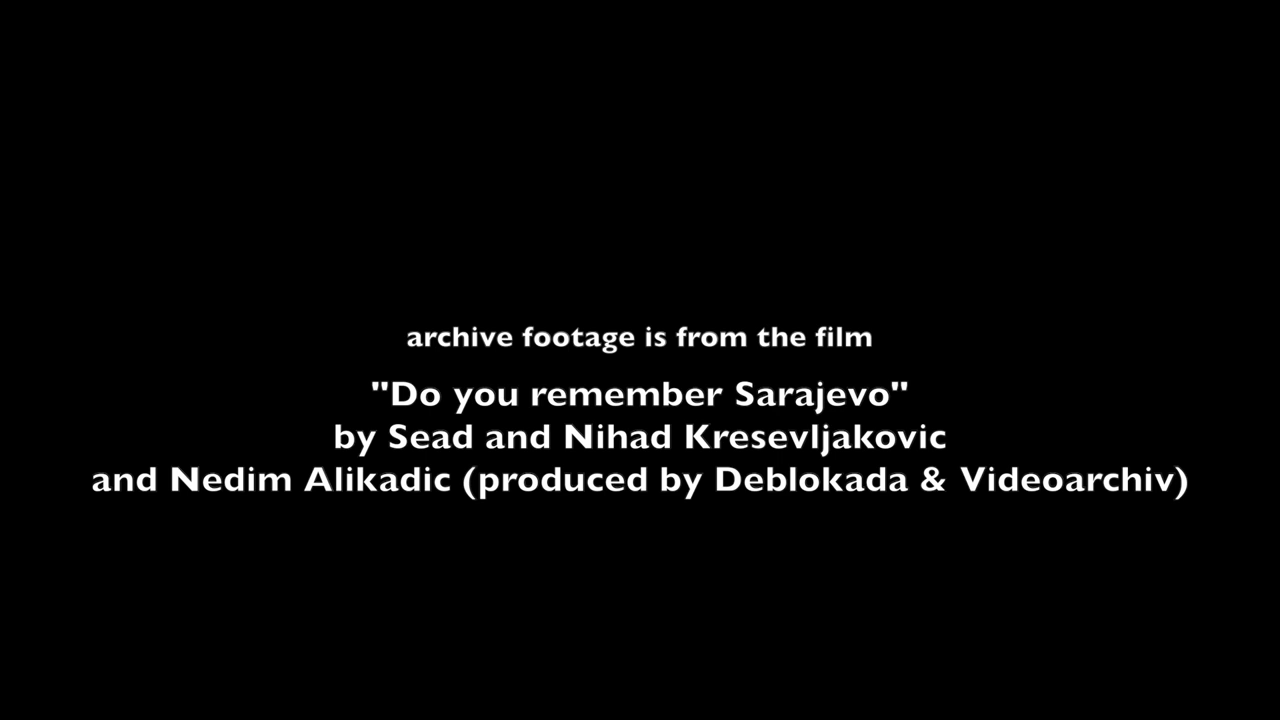 archive footage is from the film
"Do you remember Sarajevo"
by Sead and Nihad Kresevljakovic
and Nedim Alikadic (produced by Deblokada & Videoarchiv)